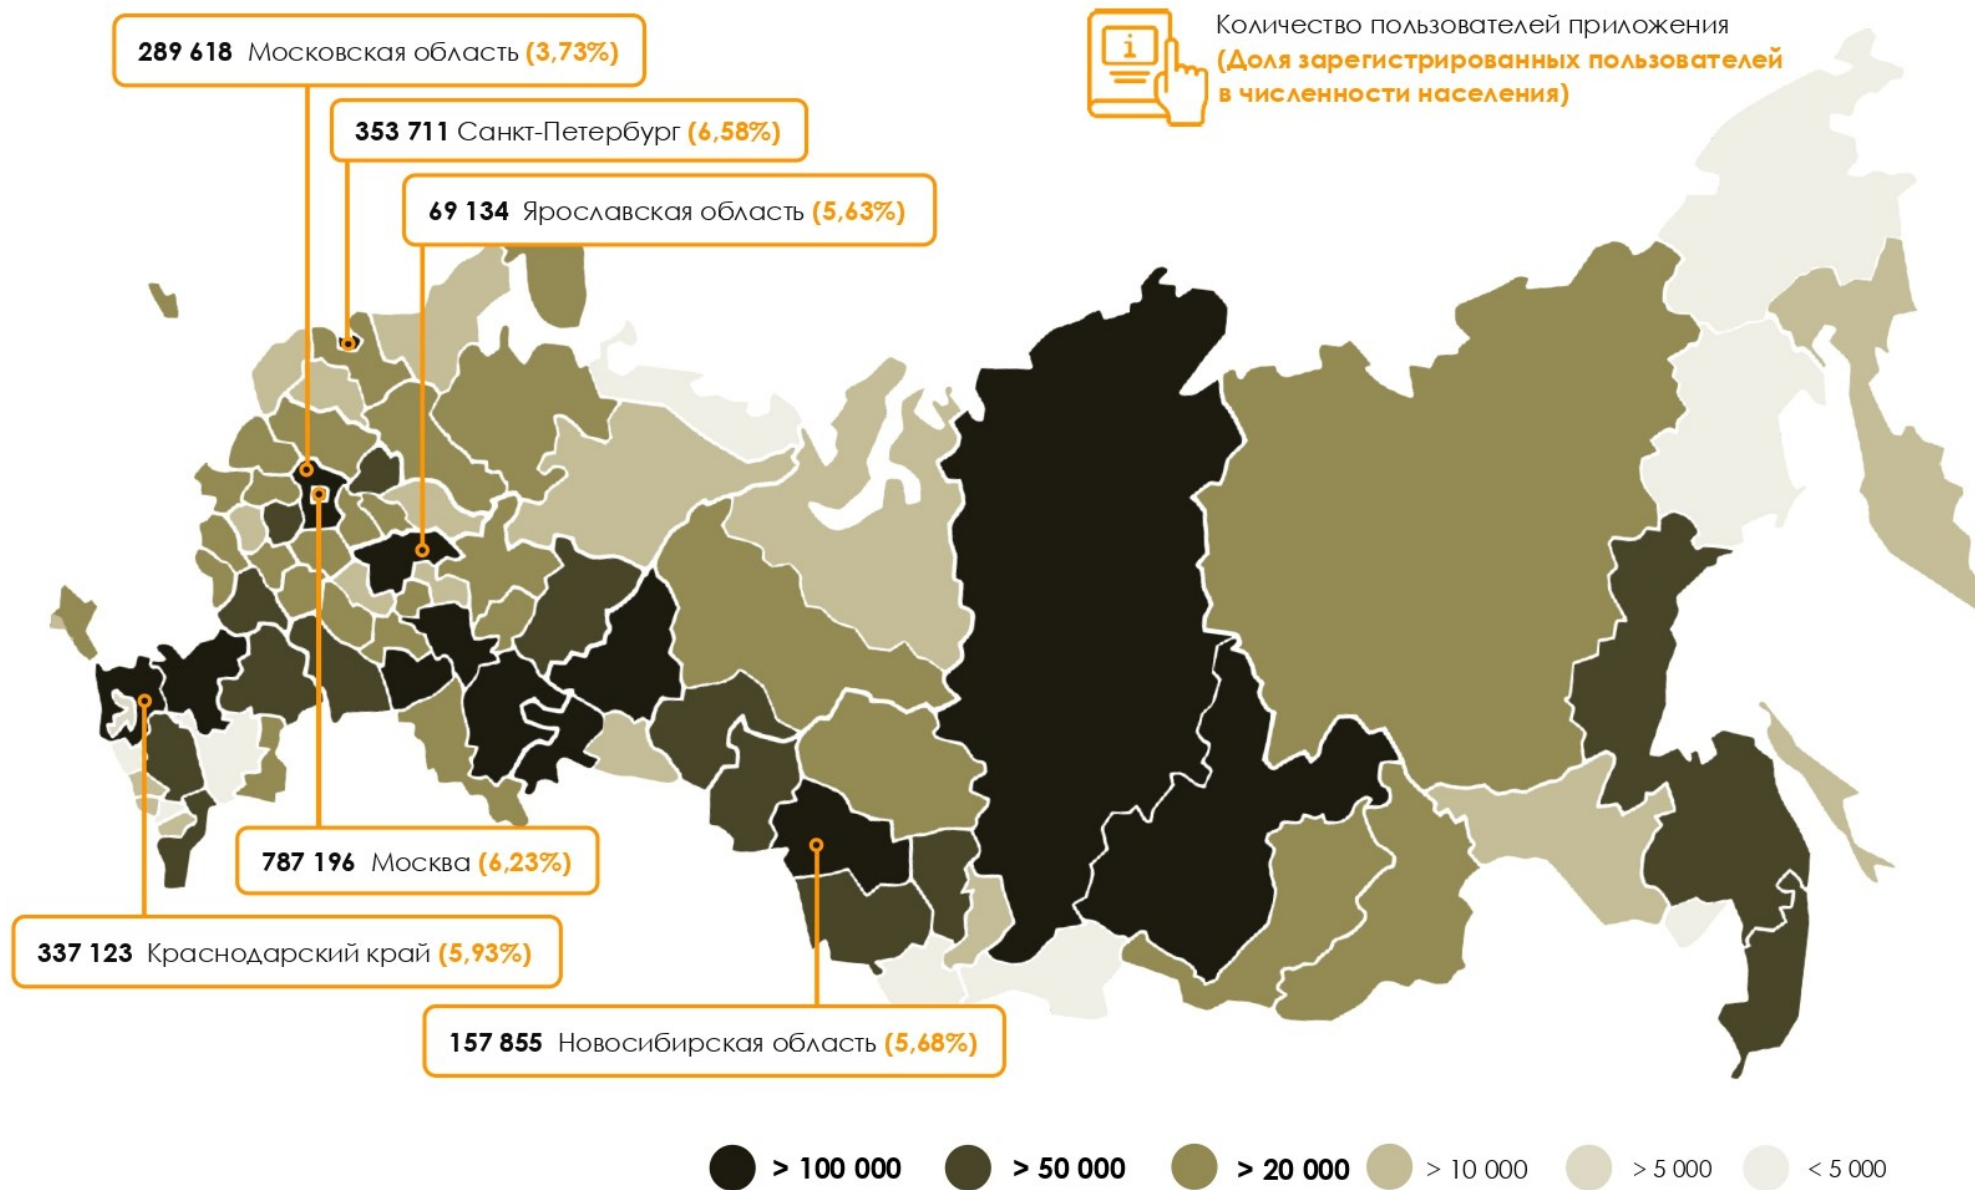 289 618 Московская область (3,73%)
353 711 Санкт-Петербург (6,58%)
69 134 Ярославская область (5,63%)
i
Количество пользователей приложения
(Доля зарегистрированных пользователей
в численности населения)
787 196 Москва (6,23%)
337 123 Краснодарский край (5,93%)
157 855 Новосибирская область (5,68%)
> 100 000 > 50 000 > 20 000 > 10 000 > 5 000 < 5 000